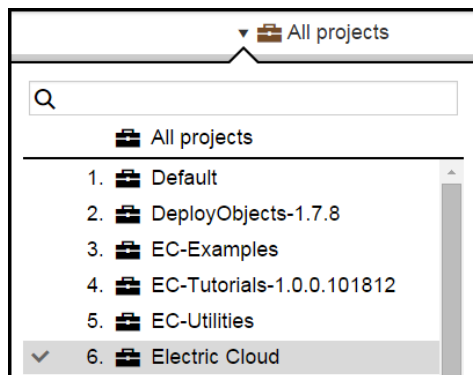 All projects
All projects
1. Default
2. DeployObjects-1.7.8
3. EC-Examples
4. EC-Tutorials-1.0.0.101812
5. EC-Utilities
6. Electric Cloud